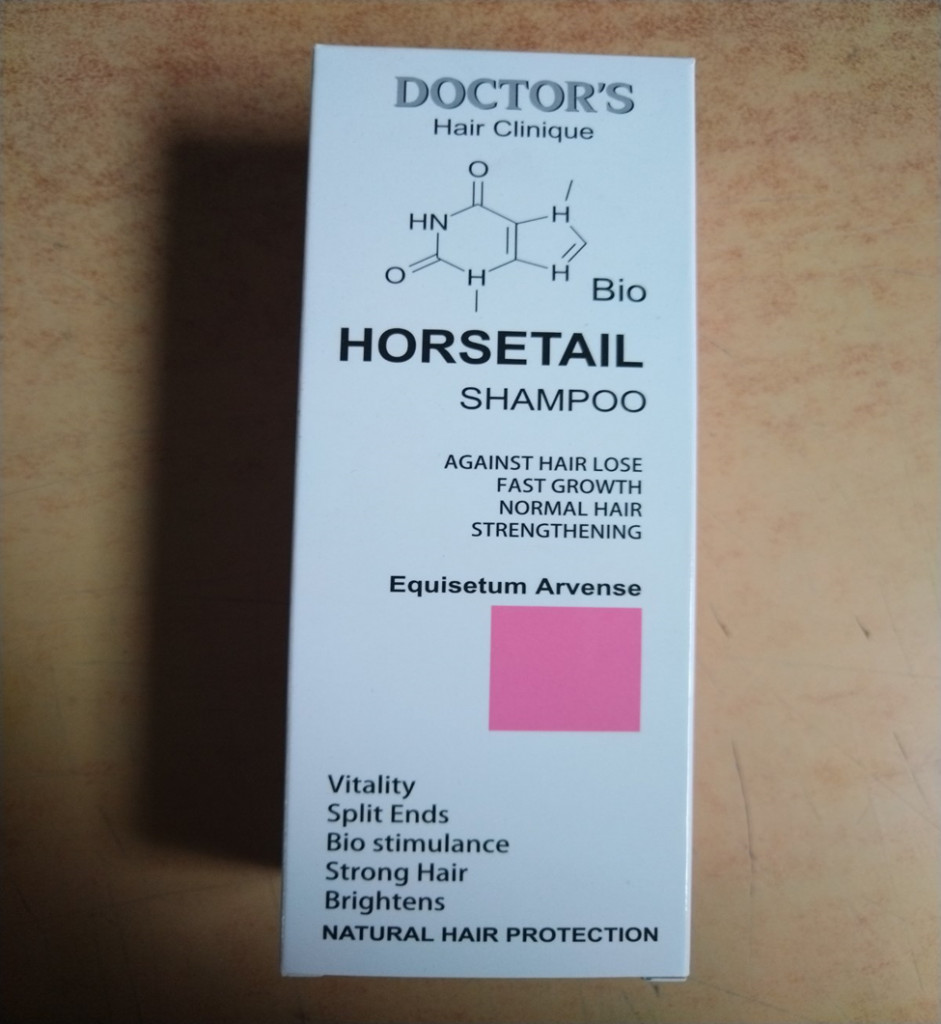 DOCTOR'S
Hair Clinique
O
HN
H
O
H
H
Bio
HORSETAIL
SHAMPOO
AGAINST HAIR LOSE
FAST GROWTH
NORMAL HAIR
STRENGTHENING
Equisetum Arvense
Vitality
Split Ends
Bio stimulance
Strong Hair
Brightens
NATURAL HAIR PROTECTION